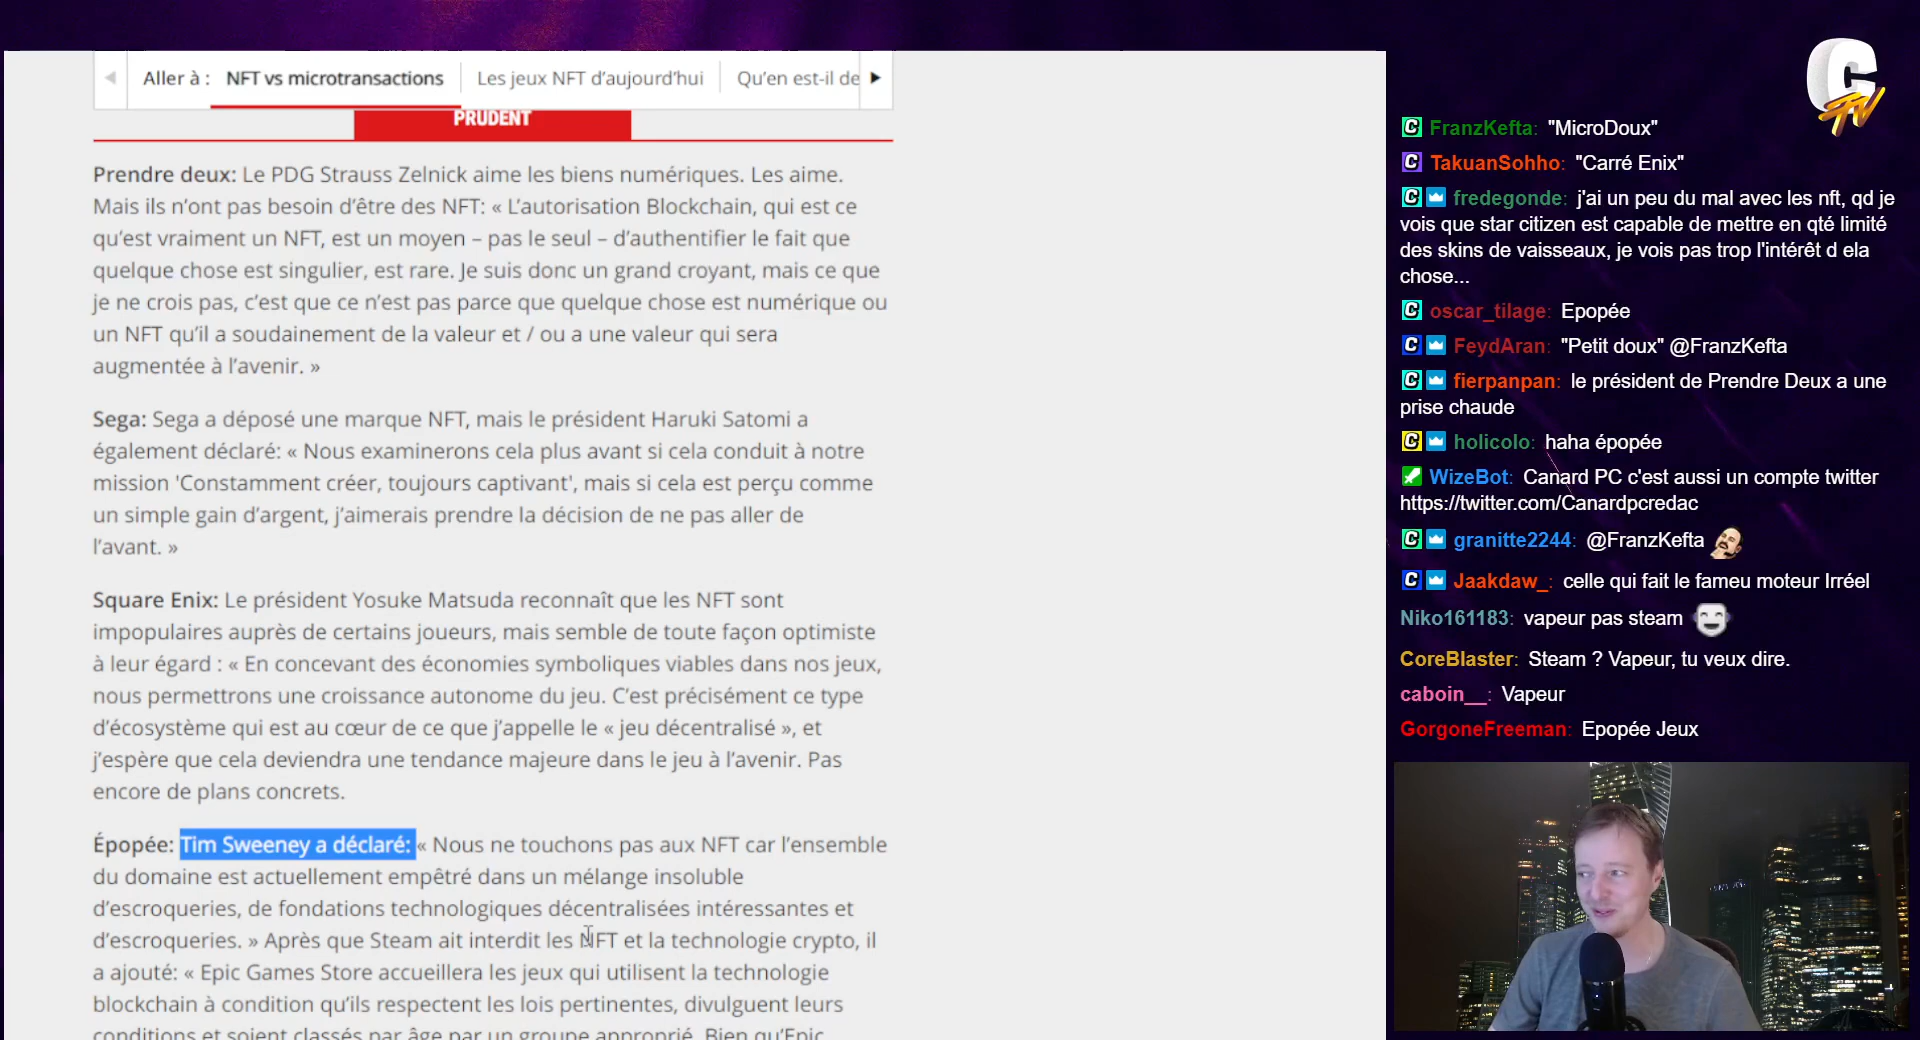 Aller à : NFT vs microtransactions Les jeux NFT d’aujourd’hui Qu’en est-il de
PRUDENT
Prendre deux: Le PDG Strauss Zelnick aime les biens numériques. Les aime.
Mais ils n’ont pas besoin d’être des NFT: « L’autorisation Blockchain, qui est ce
qu’est vraiment un NFT, est un moyen – pas le seul – d’authentifier le fait que
quelque chose est singulier, est rare. Je suis donc un grand croyant, mais ce que
je ne crois pas, c’est que ce n’est pas parce que quelque chose est numérique ou
un NFT qu’il a soudainement de la valeur et / ou a une valeur qui sera
augmentée à l’avenir. »
Sega: Sega a déposé une marque NFT, mais le président Haruki Satomi a
également déclaré: « Nous examinerons cela plus avant si cela conduit à notre
mission 'Constamment créer, toujours captivant', mais si cela est perçu comme
un simple gain d’argent, j’aimerais prendre la décision de ne pas aller de
l’avant. »
Square Enix: Le président Yosuke Matsuda reconnaît que les NFT sont
impopulaires auprès de certains joueurs, mais semble de toute façon optimiste
à leur égard : « En concevant des économies symboliques viables dans nos jeux,
nous permettrons une croissance autonome du jeu. C’est précisément ce type
d’écosystème qui est au cœur de ce que j’appelle le « jeu décentralisé », et
j’espère que cela deviendra une tendance majeure dans le jeu à l’avenir. Pas
encore de plans concrets.
Épopée: Tim Sweeney a déclaré: « Nous ne touchons pas aux NFT car l’ensemble
du domaine est actuellement empêtré dans un mélange insoluble
d’escroqueries, de fondations technologiques décentralisées intéressantes et
d’escroqueries. » Après que Steam ait interdit les NFT et la technologie crypto, il
a ajouté: « Epic Games Store accueillera les jeux qui utilisent la technologie
blockchain à condition qu’ils respectent les lois pertinentes, divulguent leurs
conditions et soient classés par âge par un groupe approprié. Bien qu’Epic
C TV
FranzKefta: "MicroDoux"
TakuanSohho: "Carré Enix"
fredegonde: j'ai un peu du mal avec les nft, qd je
vois que star citizen est capable de mettre en qté limité
des skins de vaisseaux, je vois pas trop l'intérêt d ela
chose...
oscar_tilage: Epopée
FeydAran: "Petit doux" @FranzKefta
fierpanpan: le président de Prendre Deux a une
prise chaude
holicolo: haha épopée
WizeBot: Canard PC c'est aussi un compte twitter
https://twitter.com/Canardpcredac
granitte2244: @FranzKefta
Jaakdaw_: celle qui fait le fameu moteur Irréel
Niko161183: vapeur pas steam
CoreBlaster: Steam ? Vapeur, tu veux dire.
caboin__: Vapeur
GorgoneFreeman: Epopée Jeux